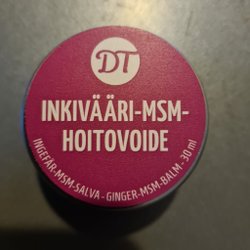 DT
INKIVÄÄRI-MSM-
HOITOVOIDE
INGEFÄR-MSM-SALVA - GINGER-MSM-BALM - 30 ml